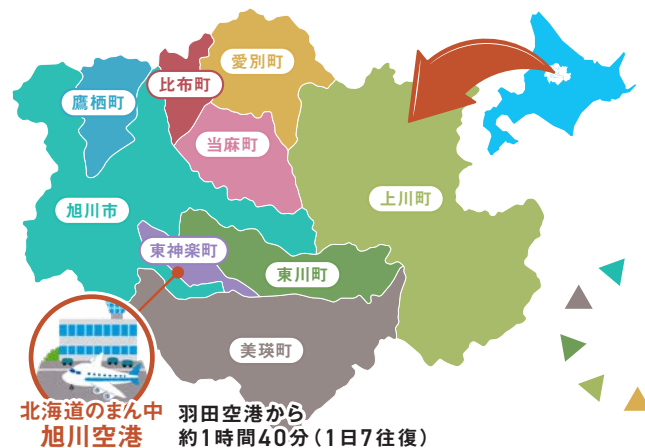 愛別町
比布町
鷹栖町
当麻町
上川町
旭川市
東神楽町
東川町
美瑛町
北海道のまん中
旭川空港
羽田空港から
約1時間40分(1日7往復)